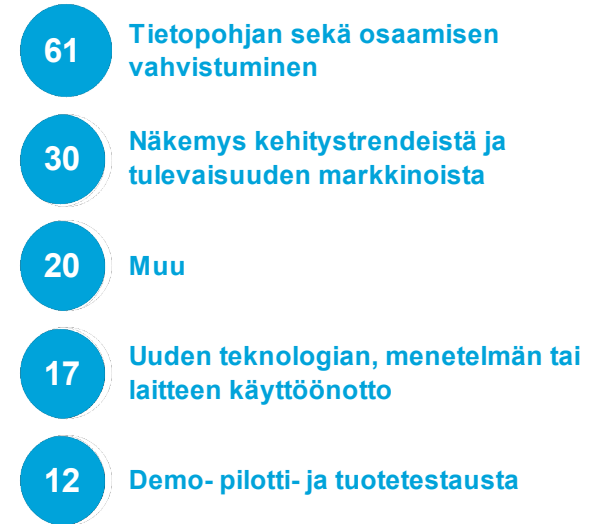 61
Tietopohjan sekä osaamisen
vahvistuminen
30
Näkemys kehitystrendeistä ja
tulevaisuuden markkinoista
20
Muu
17
Uuden teknologian, menetelmän tai
laitteen käyttöönotto
12
Demo- pilotti- ja tuotetestausta